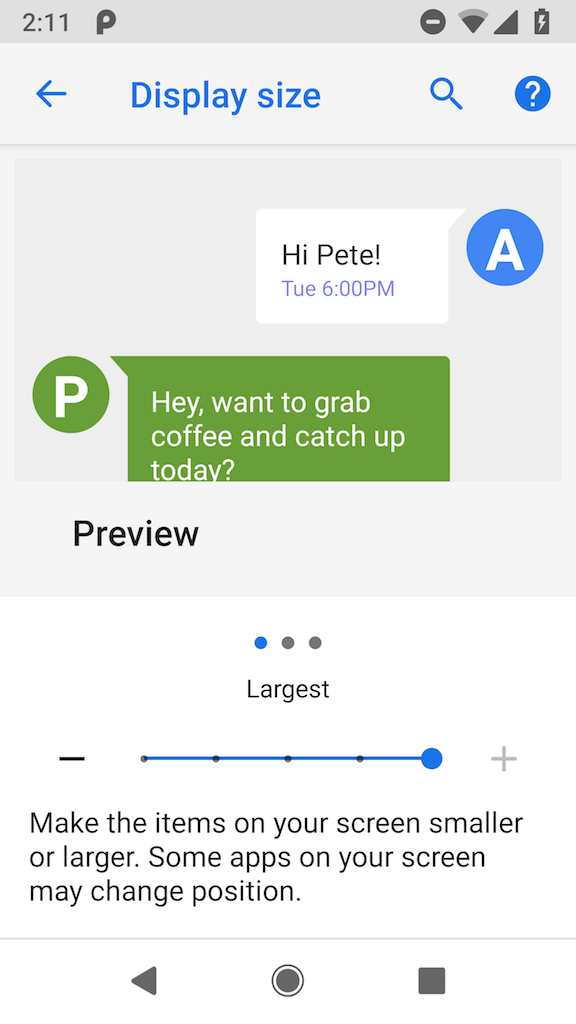 2:11
Display size
Hi Pete!
Tue 6:00PM
A
P
Hey, want to grab
coffee and catch up
today?
Preview
Largest
Make the items on your screen smaller
or larger. Some apps on your screen
may change position.